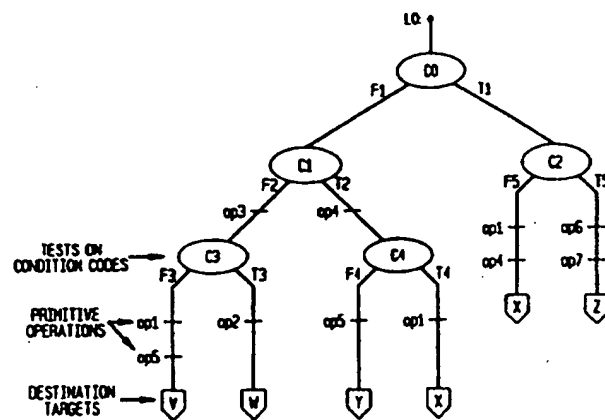 L0:
C0
F1 T1
C1 C2
F2 T2 F5 T5
op3 op4 op1 op6
op4 op7
TESTS ON
CONDITION CODES
C3 C4
F3 T3 F4 T4
X Z
PRIMITIVE
OPERATIONS
op1 op2 op5 op1
op5
DESTINATION
TARGETS
V W Y X